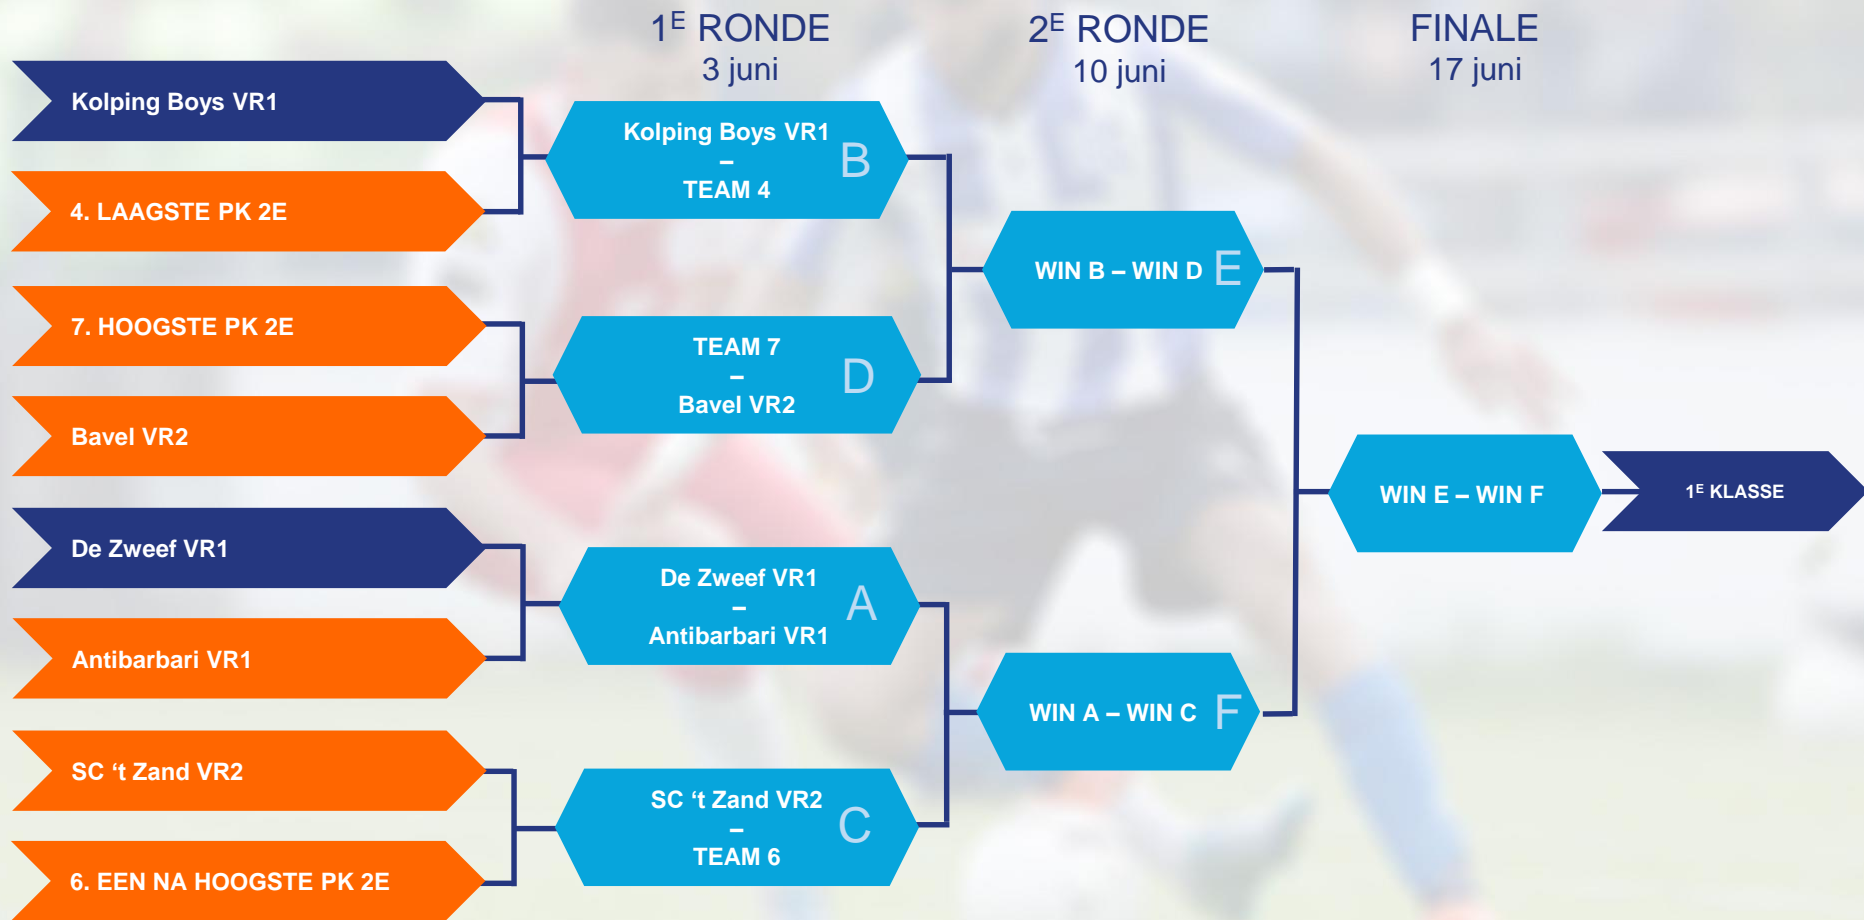 1E RONDE
3 juni
2E RONDE
10 juni
FINALE
17 juni
Kolping Boys VR1
4. LAAGSTE PK 2E
7. HOOGSTE PK 2E
Bavel VR2
De Zweef VR1
Antibarbari VR1
SC ‘t Zand VR2
6. EEN NA HOOGSTE PK 2E
Kolping Boys VR1
–
TEAM 4
B
TEAM 7
–
Bavel VR2
D
De Zweef VR1
–
Antibarbari VR1
A
SC ‘t Zand VR2
–
TEAM 6
C
WIN B – WIN D
E
WIN A – WIN C
F
WIN E – WIN F
1E KLASSE